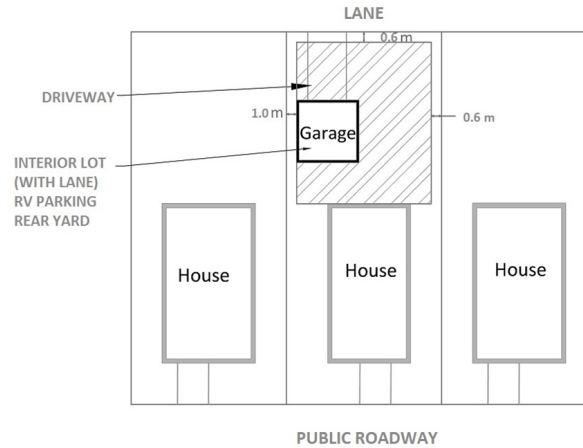 LANE
0.6 m
DRIVEWAY
1.0 m
Garage
0.6 m
INTERIOR LOT
(WITH LANE)
RV PARKING
REAR YARD
House
House
House
PUBLIC ROADWAY